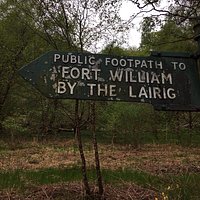 PUBLIC FOOTPATH TO
FORT WILLIAM
BY THE LAIRIG